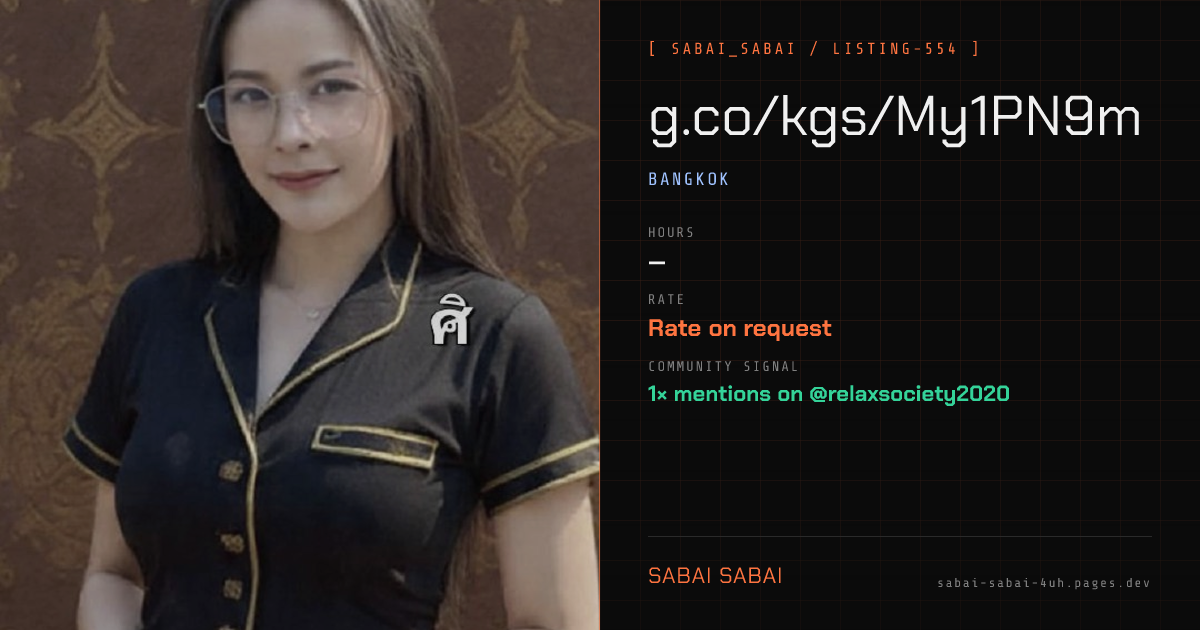 [ SABAI_SABAI / LISTING-554 ]
g.co/kgs/My1PN9m
BANGKOK
HOURS
—
RATE
Rate on request
COMMUNITY SIGNAL
1× mentions on @relaxsociety2020
ศิ
SABAI SABAI
sabai-sabai-4uh.pages.dev